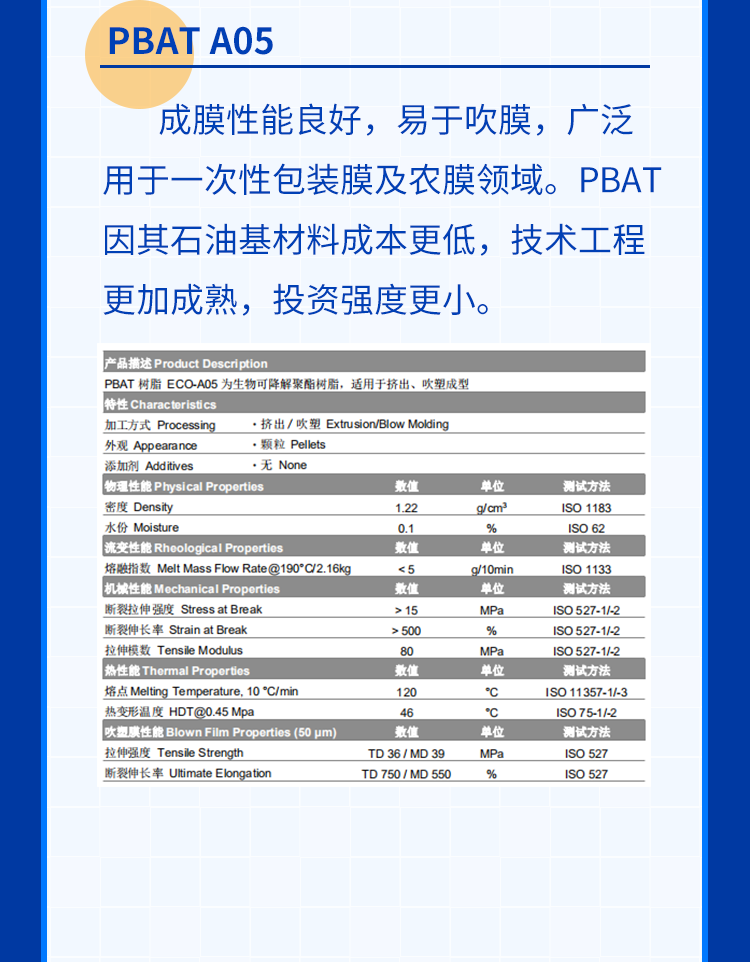 PBAT A05
成膜性能良好，易于吹膜，广泛
用于一次性包装膜及农膜领域。PBAT
因其石油基材料成本更低，技术工程
更加成熟，投资强度更小。
产品描述 Product Description
PBAT 树脂 ECO-A05 为生物可降解聚酯树脂，适用于挤出、吹塑成型
特性 Characteristics
加工方式 Processing ・挤出 / 吹塑 Extrusion/Blow Molding
外观 Appearance ・颗粒 Pellets
添加剂 Additives ・无 None
物理性能 Physical Properties 数值 单位 测试方法
密度 Density 1.22 g/cm³ ISO 1183
水份 Moisture 0.1 % ISO 62
流变性能 Rheological Properties 数值 单位 测试方法
熔融指数 Melt Mass Flow Rate@190°C/2.16kg < 5 g/10min ISO 1133
机械性能 Mechanical Properties 数值 单位 测试方法
断裂拉伸强度 Stress at Break > 15 MPa ISO 527-1/-2
断裂伸长率 Strain at Break > 500 % ISO 527-1/-2
拉伸模数 Tensile Modulus 80 MPa ISO 527-1/-2
热性能 Thermal Properties 数值 单位 测试方法
熔点 Melting Temperature, 10 °C/min 120 °C ISO 11357-1/-3
热变形温度 HDT@0.45 Mpa 46 °C ISO 75-1/-2
吹塑膜性能 Blown Film Properties (50 μm) 数值 单位 测试方法
拉伸强度 Tensile Strength TD 36 / MD 39 MPa ISO 527
断裂伸长率 Ultimate Elongation TD 750 / MD 550 % ISO 527